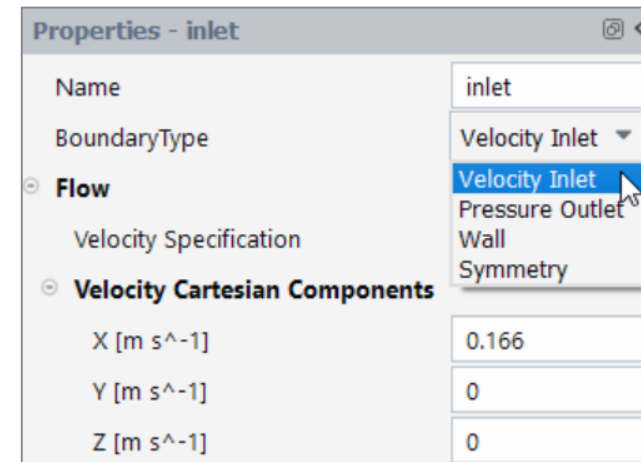 Properties - inlet
Name inlet
BoundaryType Velocity Inlet
Flow Velocity Inlet
Pressure Outlet
Velocity Specification Wall
Symmetry
Velocity Cartesian Components
X [m s^-1] 0.166
Y [m s^-1] 0
Z [m s^-1] 0